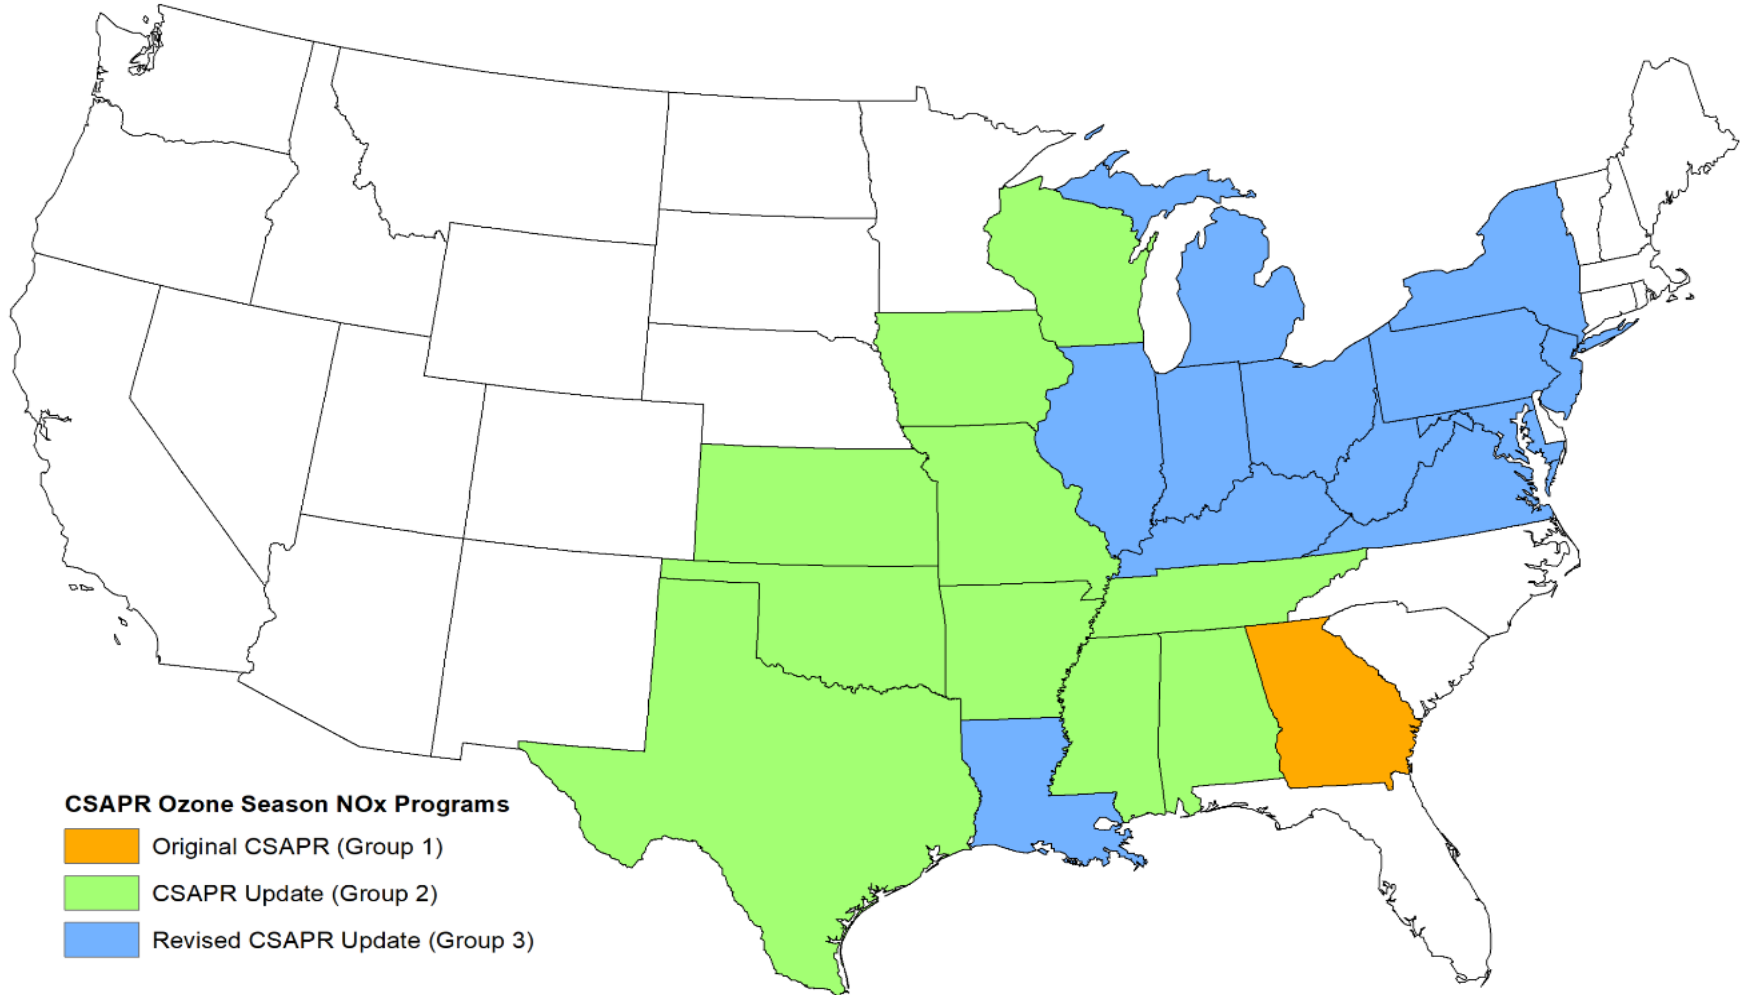 CSAPR Ozone Season NOx Programs
Original CSAPR (Group 1)
CSAPR Update (Group 2)
Revised CSAPR Update (Group 3)